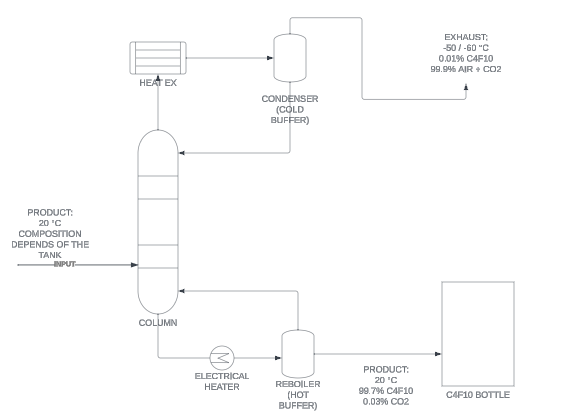 EXHAUST;
-50 / -60 °C
0.01% C4F10
99.9% AIR + CO2
HEAT EX
CONDENSER
(COLD
BUFFER)
PRODUCT;
20 °C
COMPOSITION
DEPENDS OF THE
TANK
INPUT
COLUMN
ELECTRICAL
HEATER
REBOILER
(HOT
BUFFER)
PRODUCT:
20 °C
99.7% C4F10
0.03% CO2
C4F10 BOTTLE